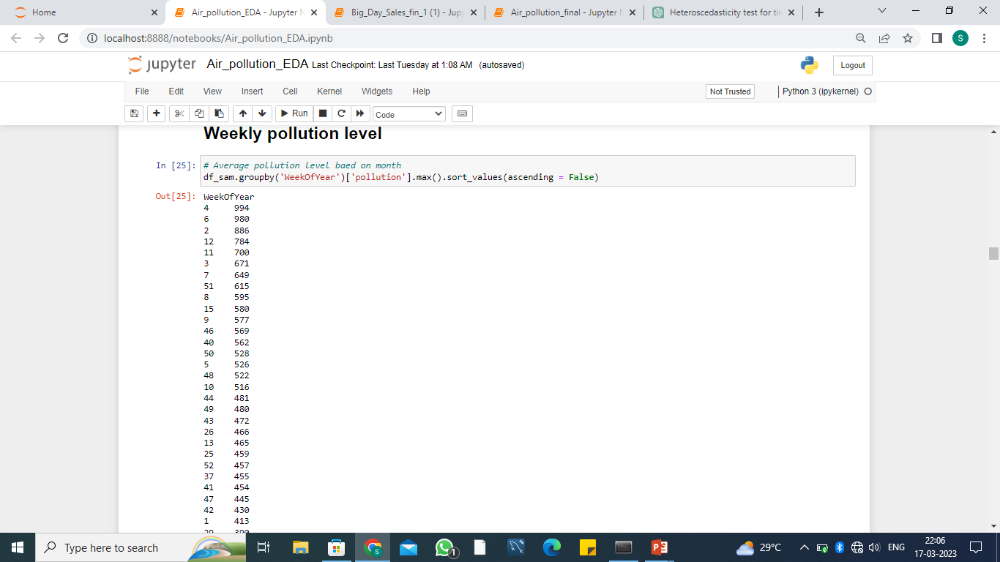 Home
Air_pollution_EDA - Jupyter N
Big_Day_Sales_fin_1 (1) - Jupy
Air_pollution_final - Jupyter N
Heteroscedasticity test for tim
localhost:8888/notebooks/Air_pollution_EDA.ipynb
S
jupyter Air_pollution_EDA Last Checkpoint: Last Tuesday at 1:08 AM (autosaved)
Logout
File Edit View Insert Cell Kernel Widgets Help
Not Trusted
Python 3 (ipykernel)
Run
Code
Weekly pollution level
In [25]: # Average pollution level baed on month
df_sam.groupby('WeekOfYear')['pollution'].max().sort_values(ascending = False)
Out[25]: WeekOfYear
4 994
6 980
2 886
12 784
11 700
3 671
7 649
51 615
8 595
15 580
9 577
46 569
40 562
50 528
5 526
48 522
10 516
44 481
49 480
43 472
26 466
13 465
25 459
52 457
37 455
41 454
47 445
42 430
1 413
Type here to search
1
29°C
ENG
22:06
17-03-2023